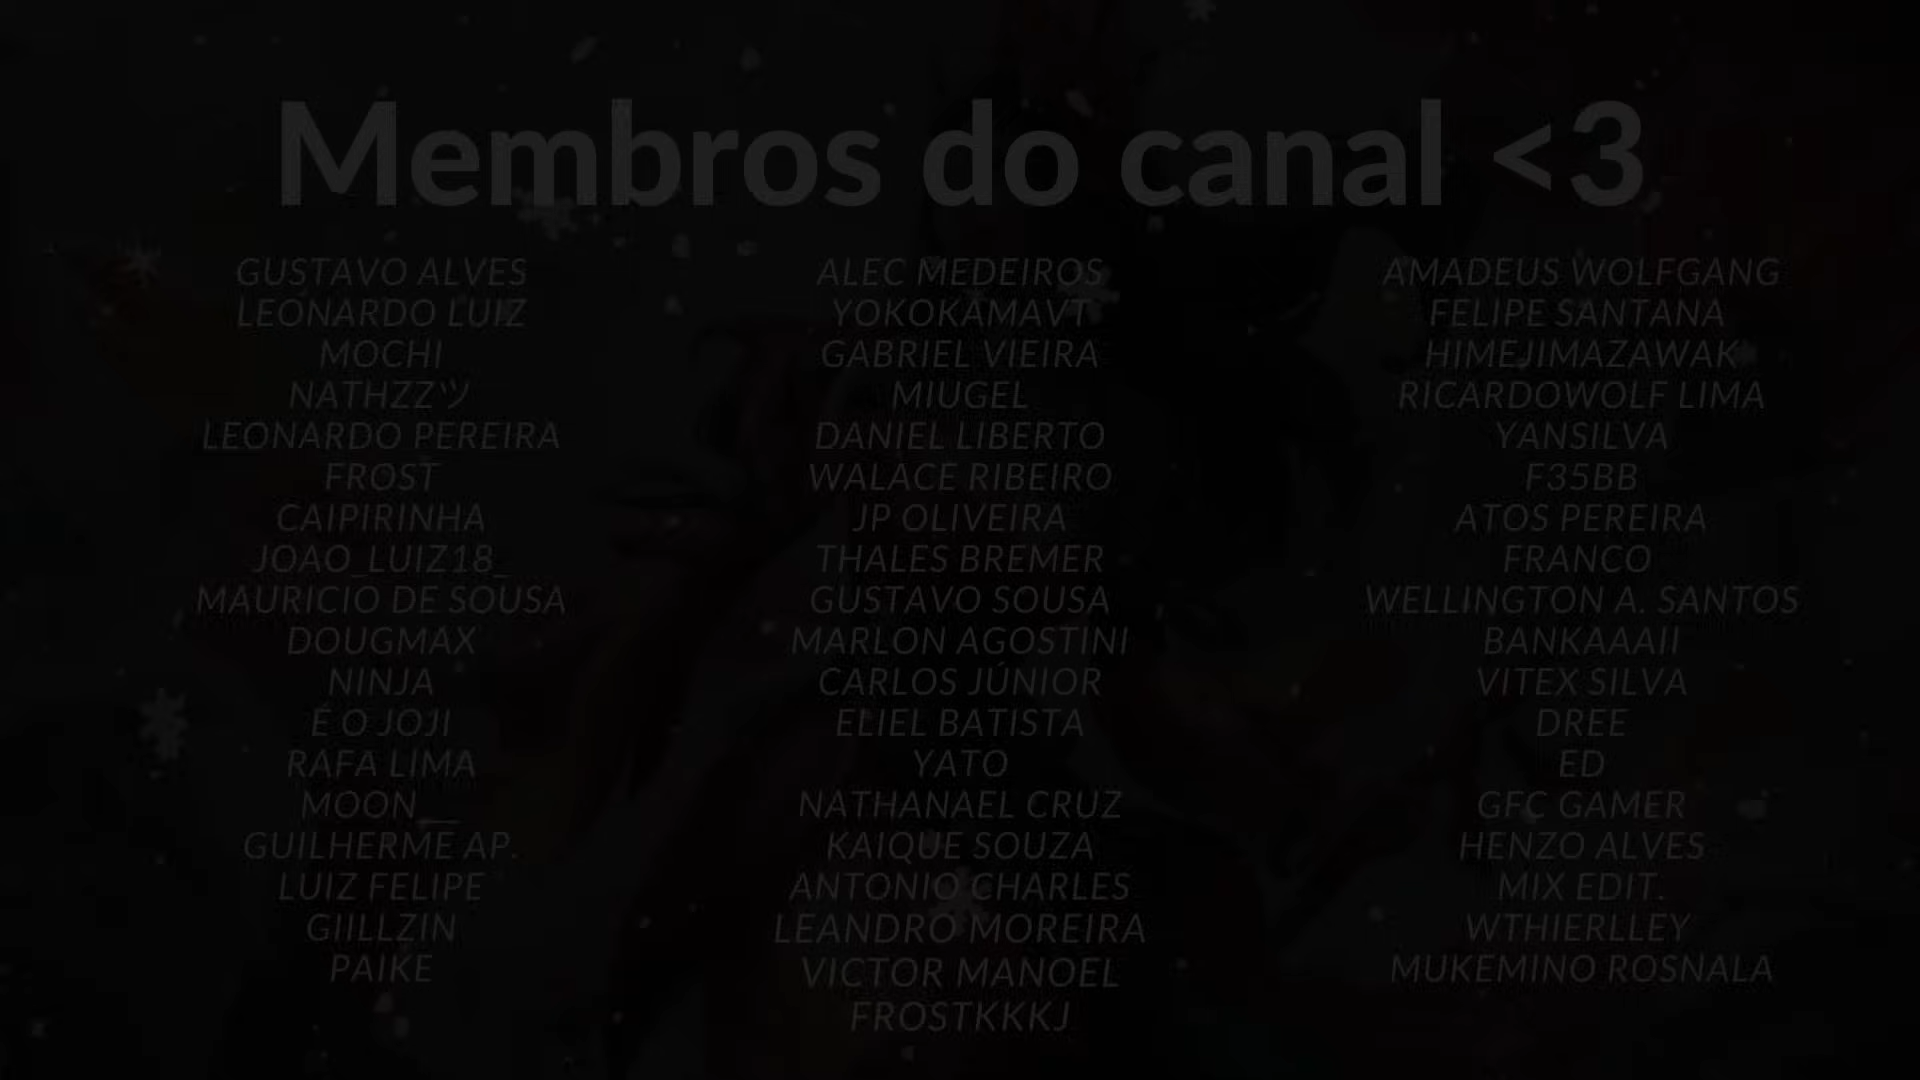 Membros do canal <3
GUSTAVO ALVES
LEONARDO LUIZ
MOCHI
NATHZZツ
LEONARDO PEREIRA
FROST
CAIPIRINHA
JOAO_LUIZ18_
MAURICIO DE SOUSA
DOUGMAX
NINJA
É O JOJI
RAFA LIMA
MOON__
GUILHERME AP.
LUIZ FELIPE
GIILLZIN
PAIKE
ALEC MEDEIROS
YOKOKAMAVT
GABRIEL VIEIRA
MIUGEL
DANIEL LIBERTO
WALACE RIBEIRO
JP OLIVEIRA
THALES BREMER
GUSTAVO SOUSA
MARLON AGOSTINI
CARLOS JÚNIOR
ELIEL BATISTA
YATO
NATHANAEL CRUZ
KAIQUE SOUZA
ANTONIO CHARLES
LEANDRO MOREIRA
VICTOR MANOEL
FROSTKKKJ
AMADEUS WOLFGANG
FELIPE SANTANA
HIMEJIMAZAWAK
RICARDOWOLF LIMA
YANSILVA
F35BB
ATOS PEREIRA
FRANCO
WELLINGTON A. SANTOS
BANKAAAII
VITEX SILVA
DREE
ED
GFC GAMER
HENZO ALVES
MIX EDIT.
WTHIERLLEY
MUKEMINO ROSNALA